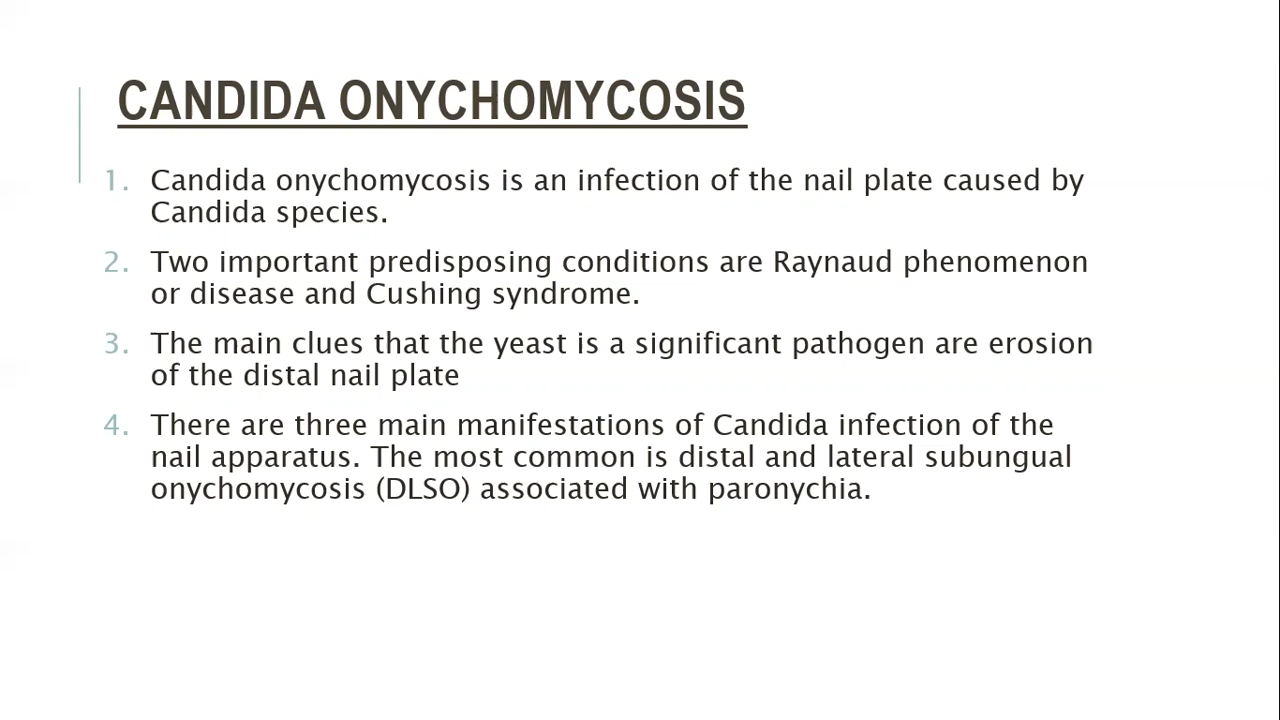 CANDIDA ONYCHOMYCOSIS
1. Candida onychomycosis is an infection of the nail plate caused by
Candida species.
2. Two important predisposing conditions are Raynaud phenomenon
or disease and Cushing syndrome.
3. The main clues that the yeast is a significant pathogen are erosion
of the distal nail plate
4. There are three main manifestations of Candida infection of the
nail apparatus. The most common is distal and lateral subungual
onychomycosis (DLSO) associated with paronychia.